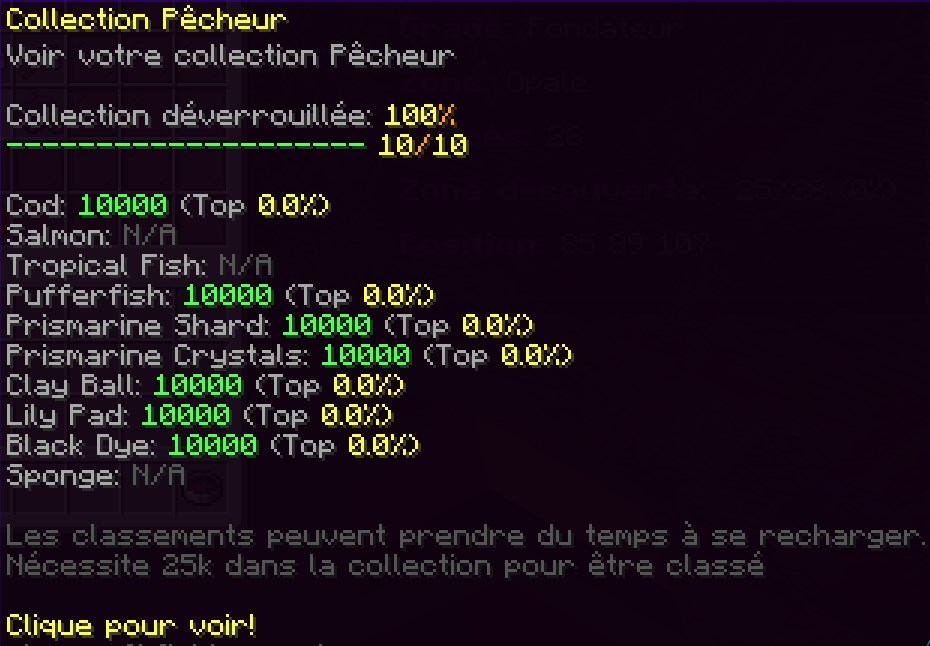 Collection Pêcheur
Voir votre collection Pêcheur
Collection déverrouillée: 100%
-------------------- 10/10
Cod: 10000 (Top 0.0%)
Salmon: N/A
Tropical Fish: N/A
Pufferfish: 10000 (Top 0.0%)
Prismarine Shard: 10000 (Top 0.0%)
Prismarine Crystals: 10000 (Top 0.0%)
Clay Ball: 10000 (Top 0.0%)
Lily Pad: 10000 (Top 0.0%)
Black Dye: 10000 (Top 0.0%)
Sponge: N/A
Les classements peuvent prendre du temps à se recharger.
Nécessite 25k dans la collection pour être classé
Clique pour voir!